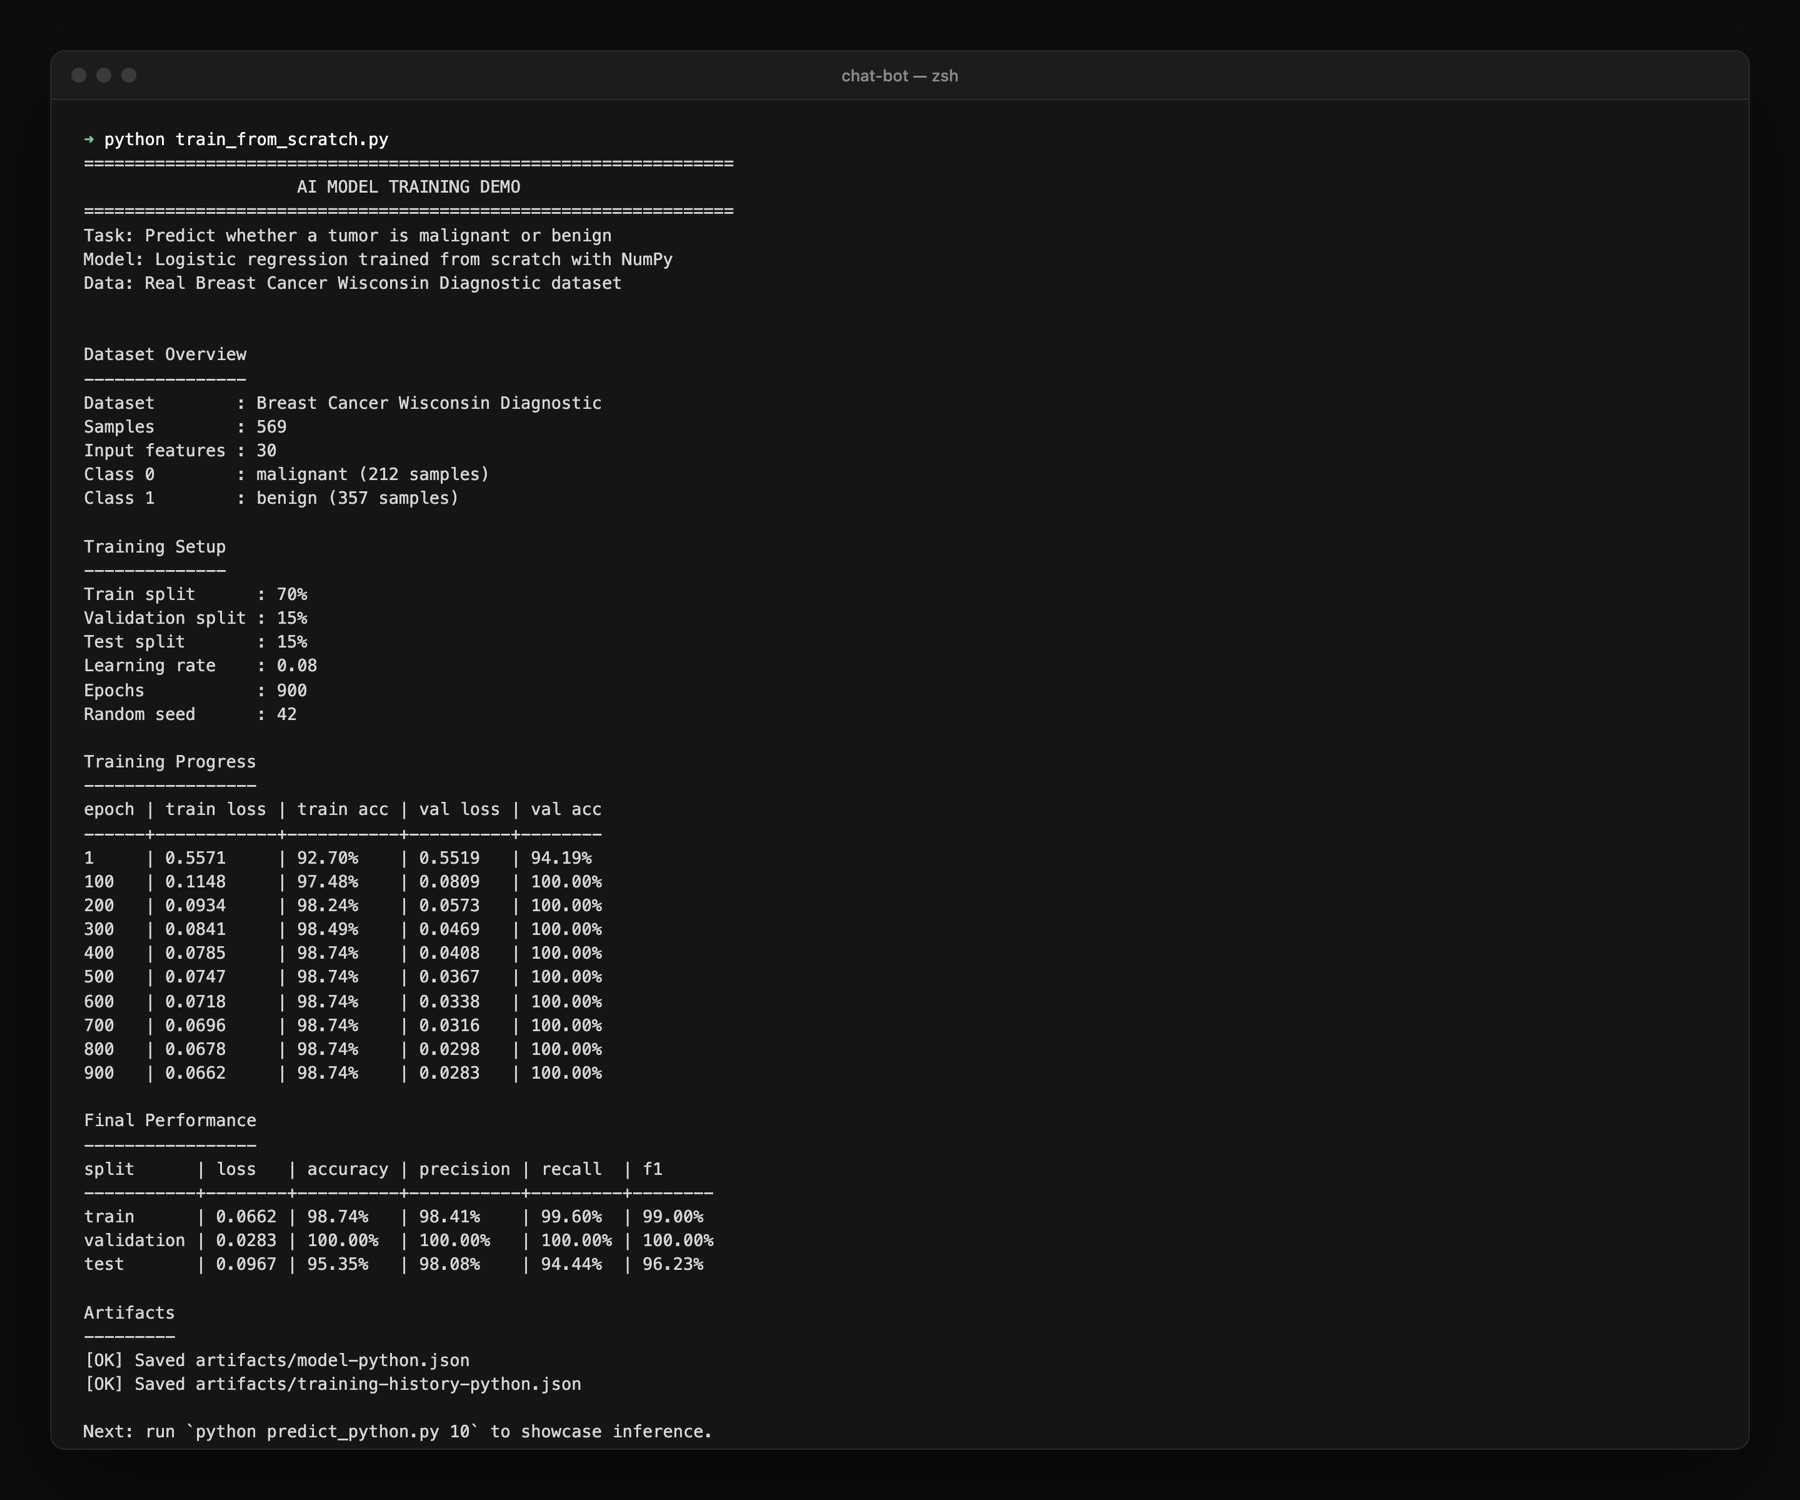 chat-bot — zsh
➜ python train_from_scratch.py
================================================================
                     AI MODEL TRAINING DEMO
================================================================
Task: Predict whether a tumor is malignant or benign
Model: Logistic regression trained from scratch with NumPy
Data: Real Breast Cancer Wisconsin Diagnostic dataset
Dataset Overview
----------------
Dataset        : Breast Cancer Wisconsin Diagnostic
Samples        : 569
Input features : 30
Class 0        : malignant (212 samples)
Class 1        : benign (357 samples)
Training Setup
--------------
Train split      : 70%
Validation split : 15%
Test split       : 15%
Learning rate    : 0.08
Epochs           : 900
Random seed      : 42
Training Progress
-----------------
epoch | train loss | train acc | val loss | val acc
------+------------+-----------+----------+--------
1     | 0.5571     | 92.70%    | 0.5519   | 94.19%
100   | 0.1148     | 97.48%    | 0.0809   | 100.00%
200   | 0.0934     | 98.24%    | 0.0573   | 100.00%
300   | 0.0841     | 98.49%    | 0.0469   | 100.00%
400   | 0.0785     | 98.74%    | 0.0408   | 100.00%
500   | 0.0747     | 98.74%    | 0.0367   | 100.00%
600   | 0.0718     | 98.74%    | 0.0338   | 100.00%
700   | 0.0696     | 98.74%    | 0.0316   | 100.00%
800   | 0.0678     | 98.74%    | 0.0298   | 100.00%
900   | 0.0662     | 98.74%    | 0.0283   | 100.00%
Final Performance
-----------------
split      | loss   | accuracy | precision | recall  | f1
-----------+--------+----------+-----------+---------+--------
train      | 0.0662 | 98.74%   | 98.41%    | 99.60%  | 99.00%
validation | 0.0283 | 100.00%  | 100.00%   | 100.00% | 100.00%
test       | 0.0967 | 95.35%   | 98.08%    | 94.44%  | 96.23%
Artifacts
---------
[OK] Saved artifacts/model-python.json
[OK] Saved artifacts/training-history-python.json
Next: run `python predict_python.py 10` to showcase inference.